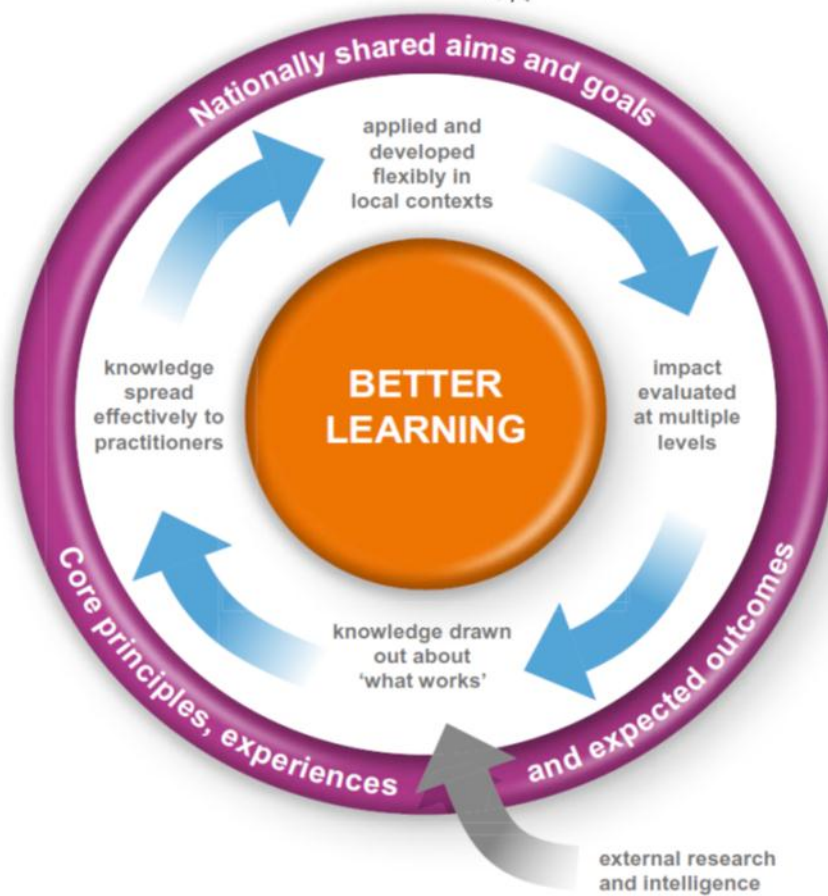 Nationally shared aims and goals
applied and
developed
flexibly in
local contexts
impact
evaluated
at multiple
levels
knowledge drawn
out about
‘what works’
knowledge
spread
effectively to
practitioners
BETTER
LEARNING
Core principles, experiences
and expected outcomes
external research
and intelligence